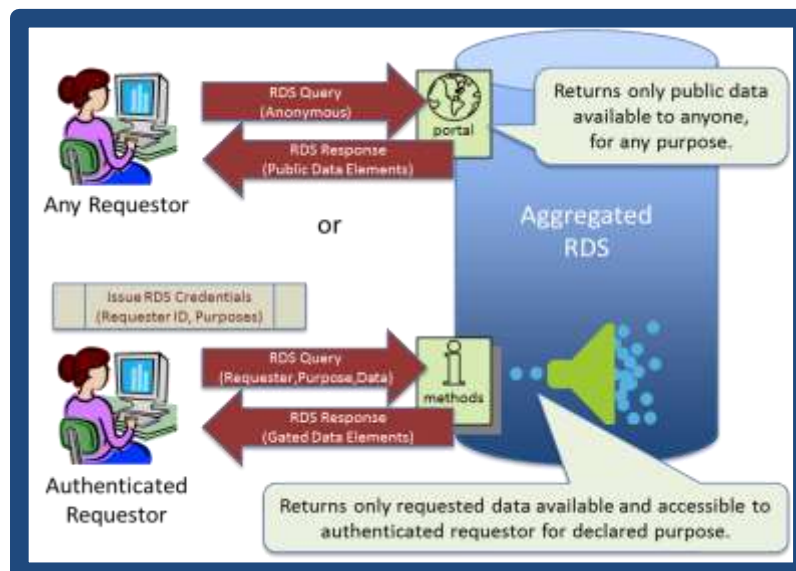 RDS Query
(Anonymous)
portal
RDS Response
(Public Data Elements)
Any Requestor
Returns only public data
available to anyone,
for any purpose.
or
Aggregated
RDS
Issue RDS Credentials
(Requester ID, Purposes)
RDS Query
(Requester,Purpose,Data)
methods
RDS Response
(Gated Data Elements)
Authenticated
Requestor
Returns only requested data available and accessible to
authenticated requestor for declared purpose.